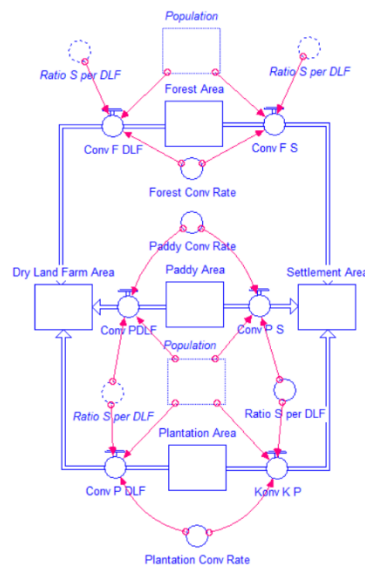 Population
Ratio S per DLF
Ratio S per DLF
Forest Area
Conv F DLF
Conv F S
Forest Conv Rate
Paddy Conv Rate
Dry Land Farm Area
Paddy Area
Settlement Area
Conv PDLF
Conv P S
Population
Ratio S per DLF
Ratio S per DLF
Plantation Area
Conv P DLF
Konv K P
Plantation Conv Rate